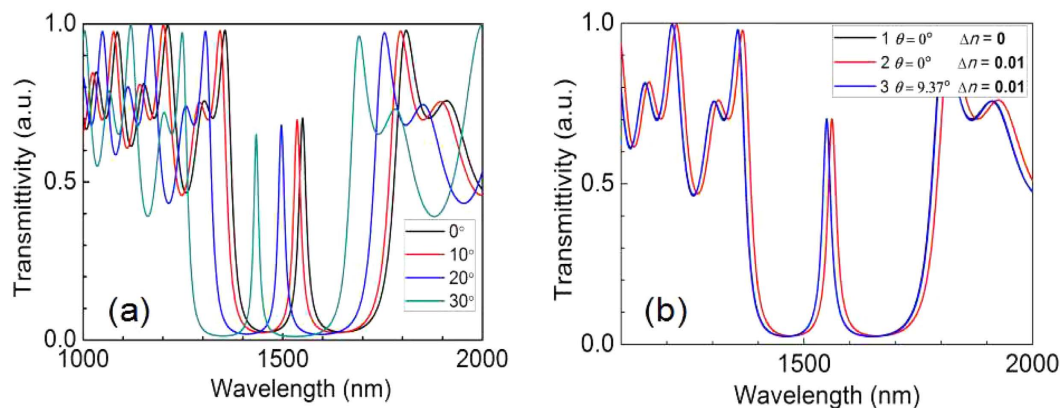 1.0
0.5
0.0
Transmittivity (a.u.)
(a)
0°
10°
20°
30°
1000
1500
2000
Wavelength (nm)
1.0
0.5
0.0
Transmittivity (a.u.)
(b)
1 θ = 0° Δn = 0
2 θ = 0° Δn = 0.01
3 θ = 9.37° Δn = 0.01
1500
2000
Wavelength (nm)